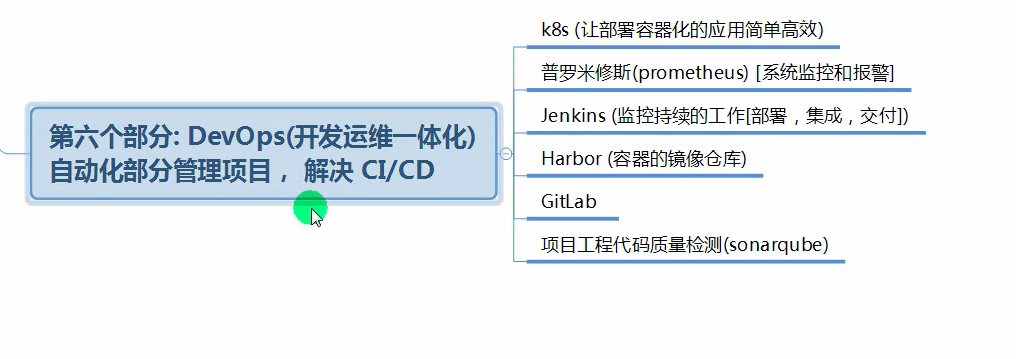 k8s (让部署容器化的应用简单高效)
普罗米修斯(prometheus) [系统监控和报警]
Jenkins (监控持续的工作[部署，集成，交付])
第六个部分: DevOps(开发运维一体化)
自动化部分管理项目， 解决 CI/CD
Harbor (容器的镜像仓库)
GitLab
项目工程代码质量检测(sonarqube)